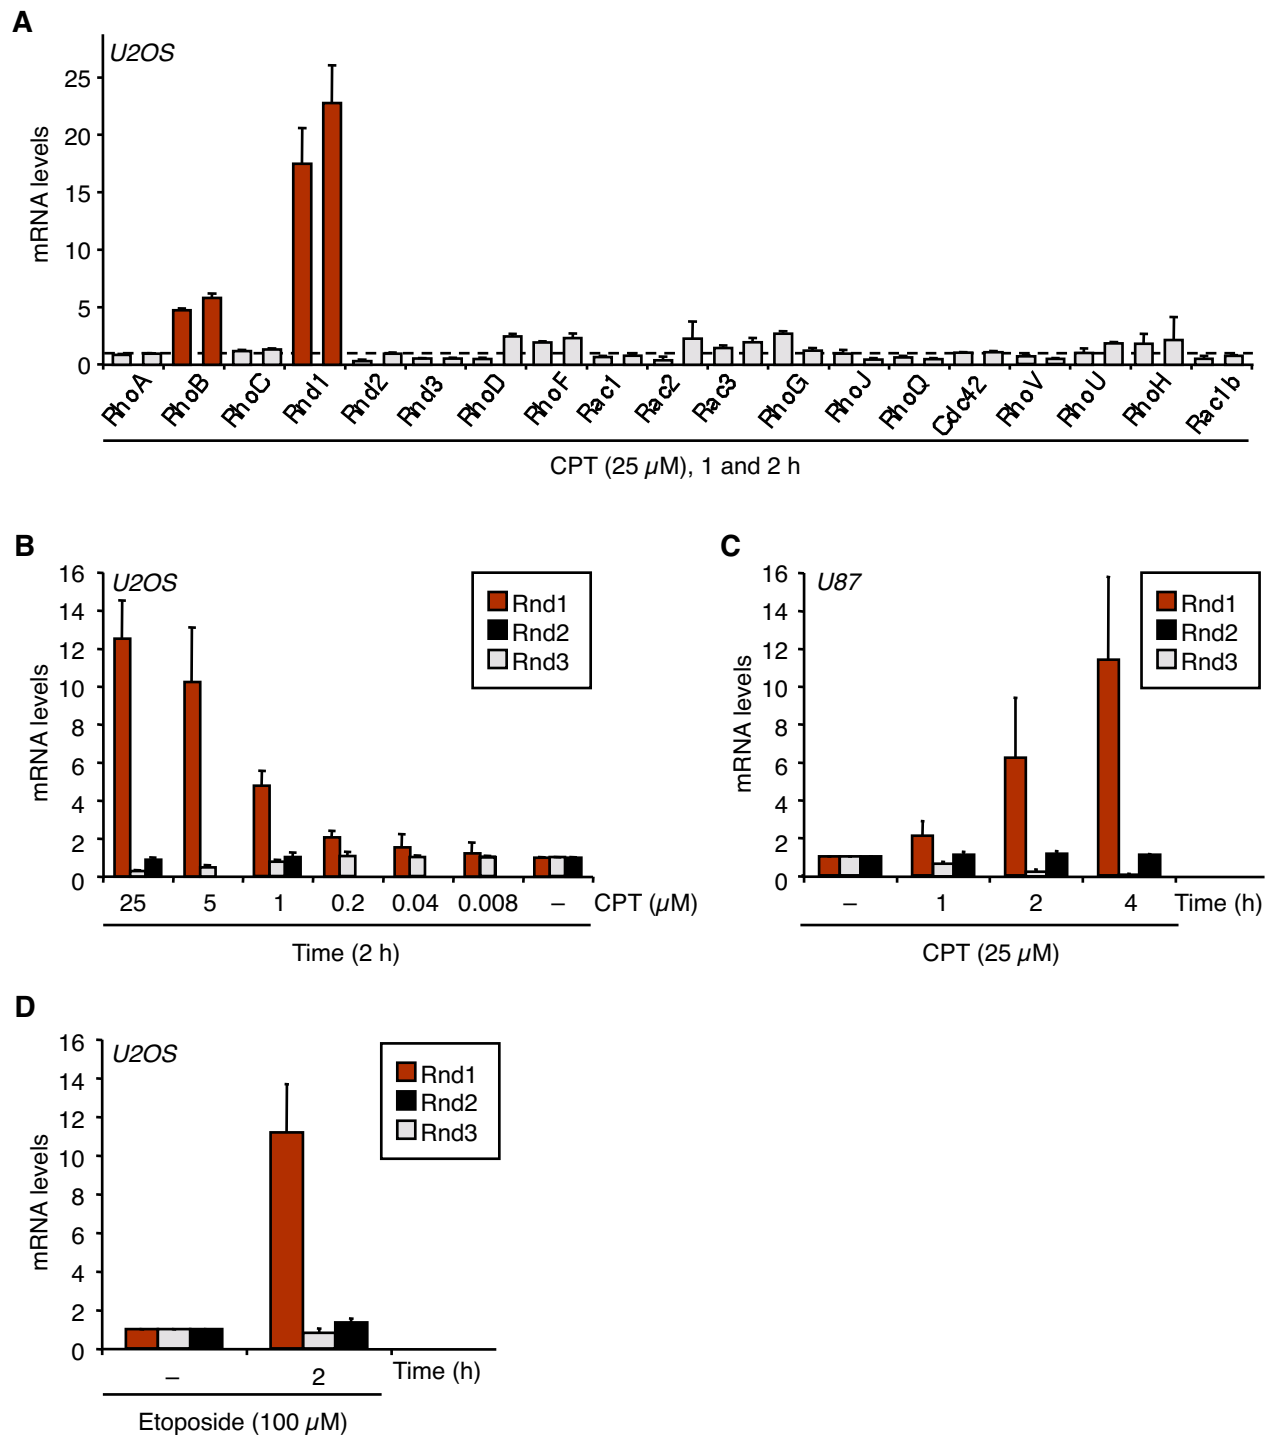 A
U2OS
mRNA levels
25
20
15
10
5
0
RhoA RhoB RhoC Rnd1 Rnd2 Rnd3 RhoD RhoF Rac1 Rac2 Rac3 RhoG RhoJ RhoQ Cdc42 RhoV RhoU RhoH Rac1b
CPT (25 µM), 1 and 2 h
B
U2OS
mRNA levels
16
14
12
10
8
6
4
2
0
Rnd1
Rnd2
Rnd3
25 5 1 0.2 0.04 0.008 – CPT (µM)
Time (2 h)
C
U87
mRNA levels
16
14
12
10
8
6
4
2
0
Rnd1
Rnd2
Rnd3
– 1 2 4 Time (h)
CPT (25 µM)
D
U2OS
mRNA levels
16
14
12
10
8
6
4
2
0
Rnd1
Rnd2
Rnd3
– 2 Time (h)
Etoposide (100 µM)